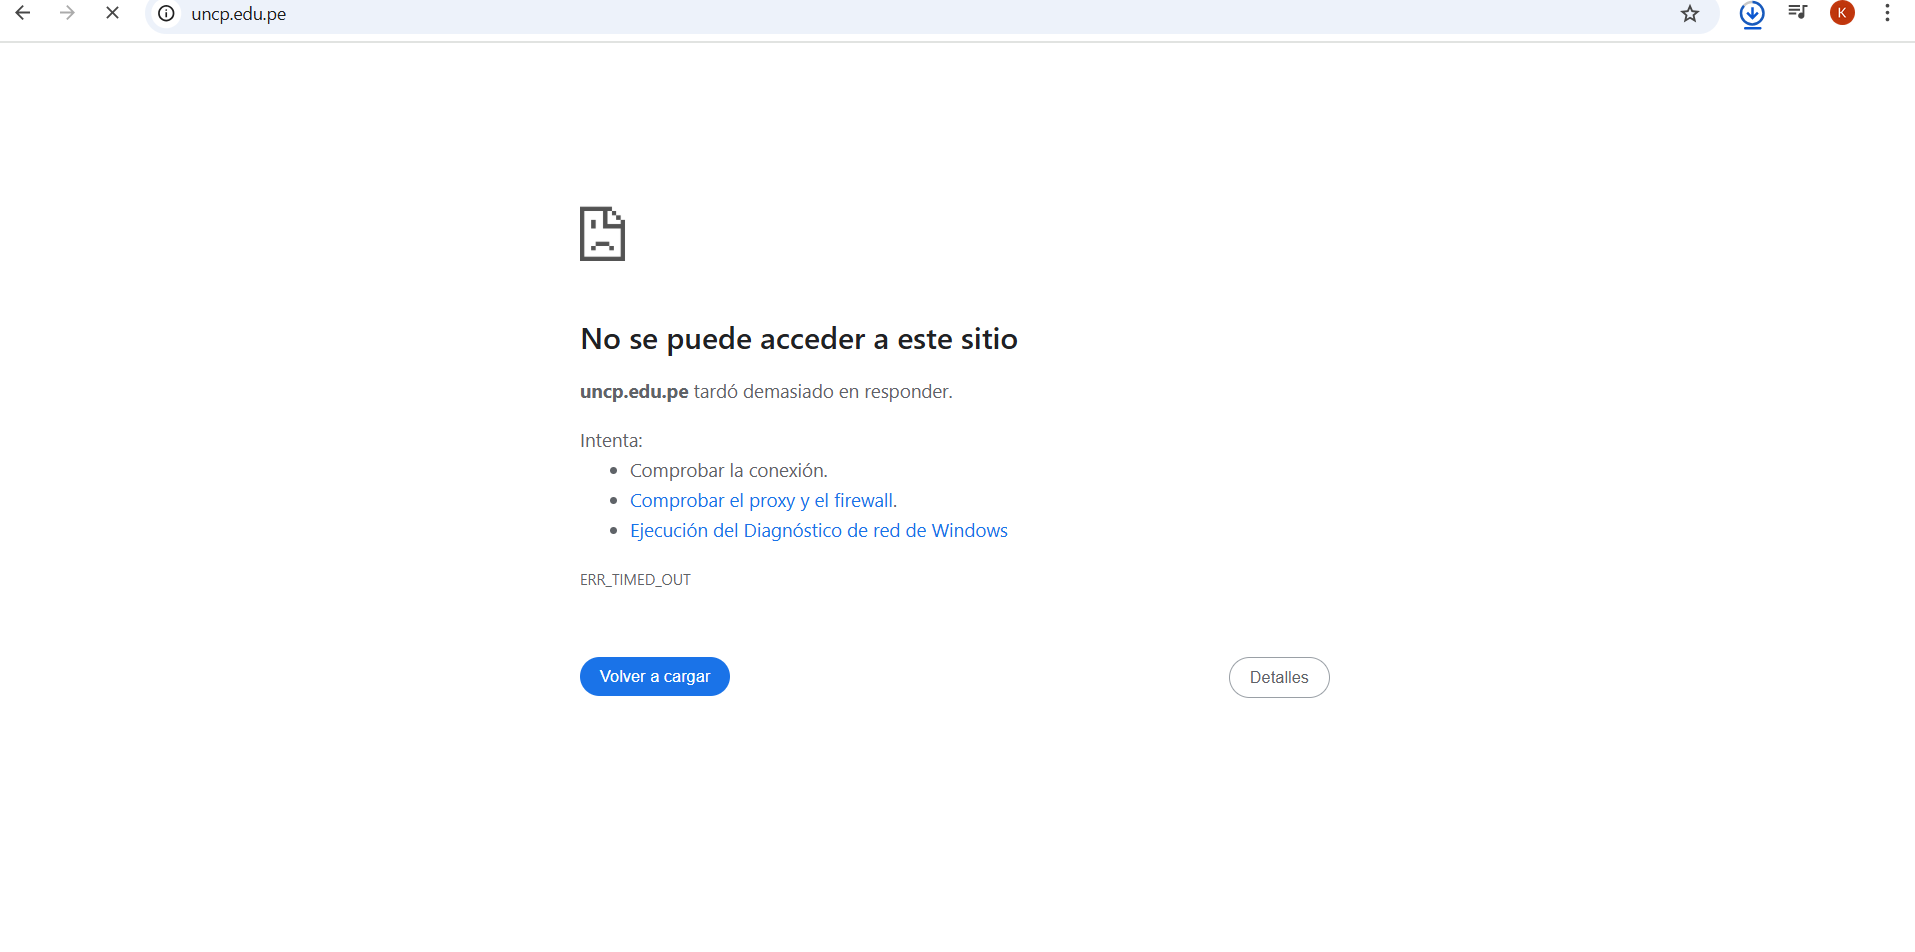 uncp.edu.pe
K
No se puede acceder a este sitio
uncp.edu.pe tardó demasiado en responder.
Intenta:
• Comprobar la conexión.
• Comprobar el proxy y el firewall.
• Ejecución del Diagnóstico de red de Windows
ERR_TIMED_OUT
Volver a cargar
Detalles